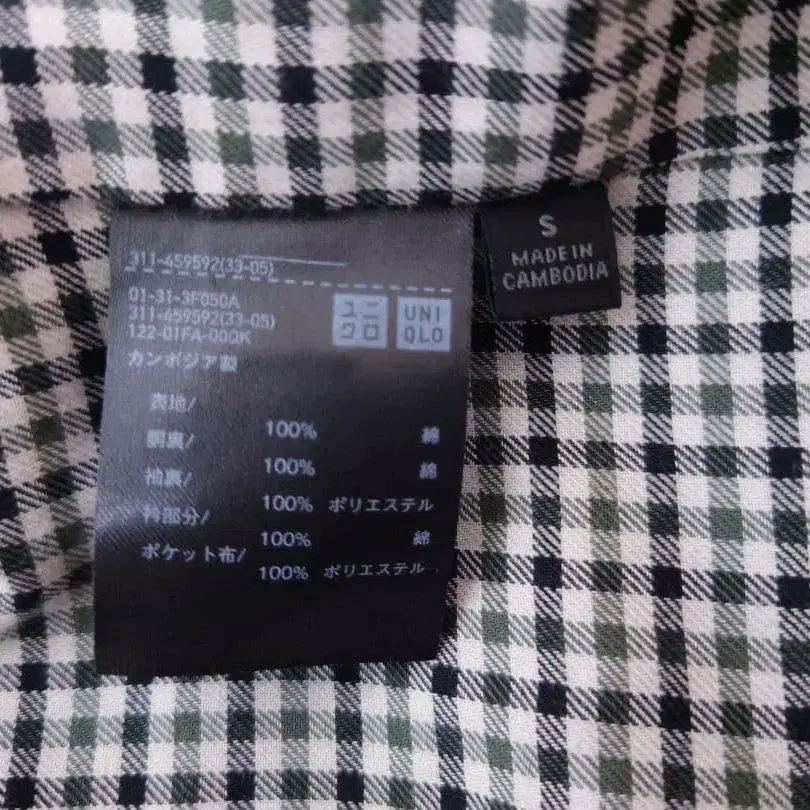 311-459592(33-05)
01-31-3F050A
311-459592(33-05)
122-01FA-00QK
ユニクロ
UNIQLO
カンボジア製
表地/
100% 綿
胴裏/
100% 綿
袖裏/
100% ポリエステル
衿部分/
100% 綿
ポケット布/
100% ポリエステル
S
MADE IN
CAMBODIA